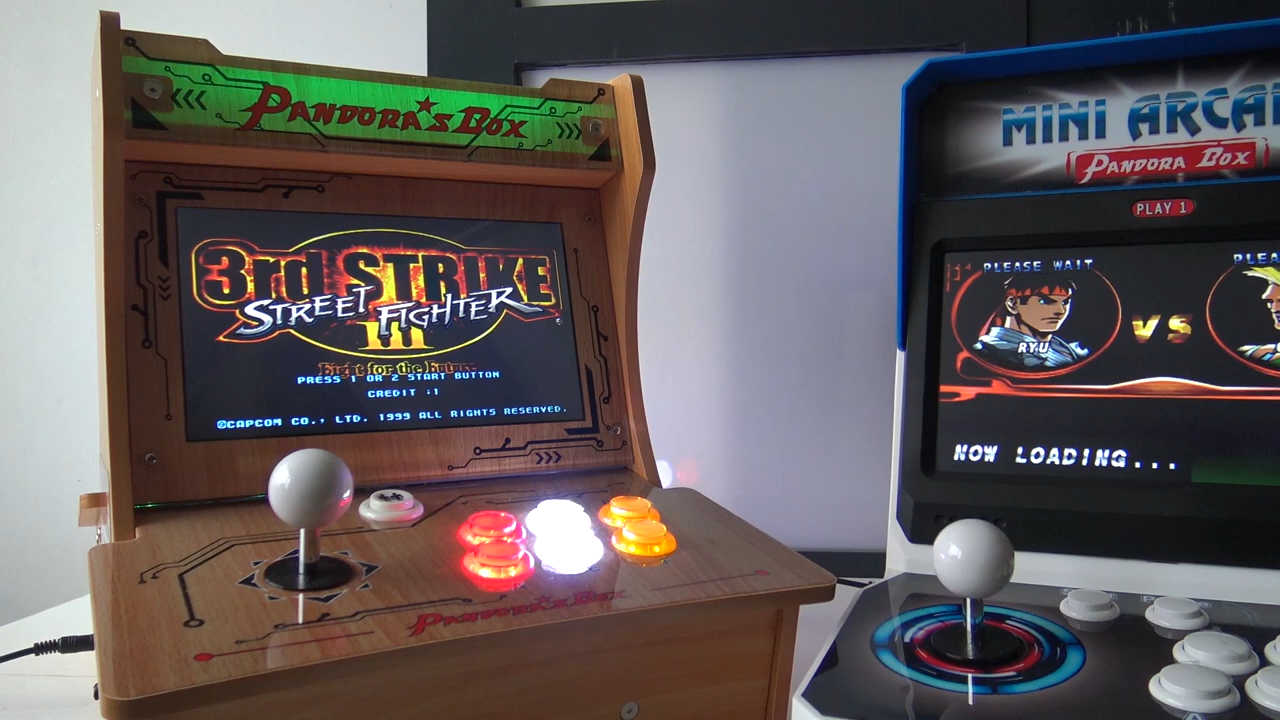 PANDORA'S BOX
3rd STRIKE
STREET FIGHTER
III
Fight for the Future
PRESS 1 OR 2 START BUTTON
CREDIT :1
©CAPCOM CO., LTD. 1999 ALL RIGHTS RESERVED.
PANDORA'S BOX
MINI ARCA
PANDORA BOX
PLAY 1
PLEASE WAIT
PLEA
RYU
VS
NOW LOADING...